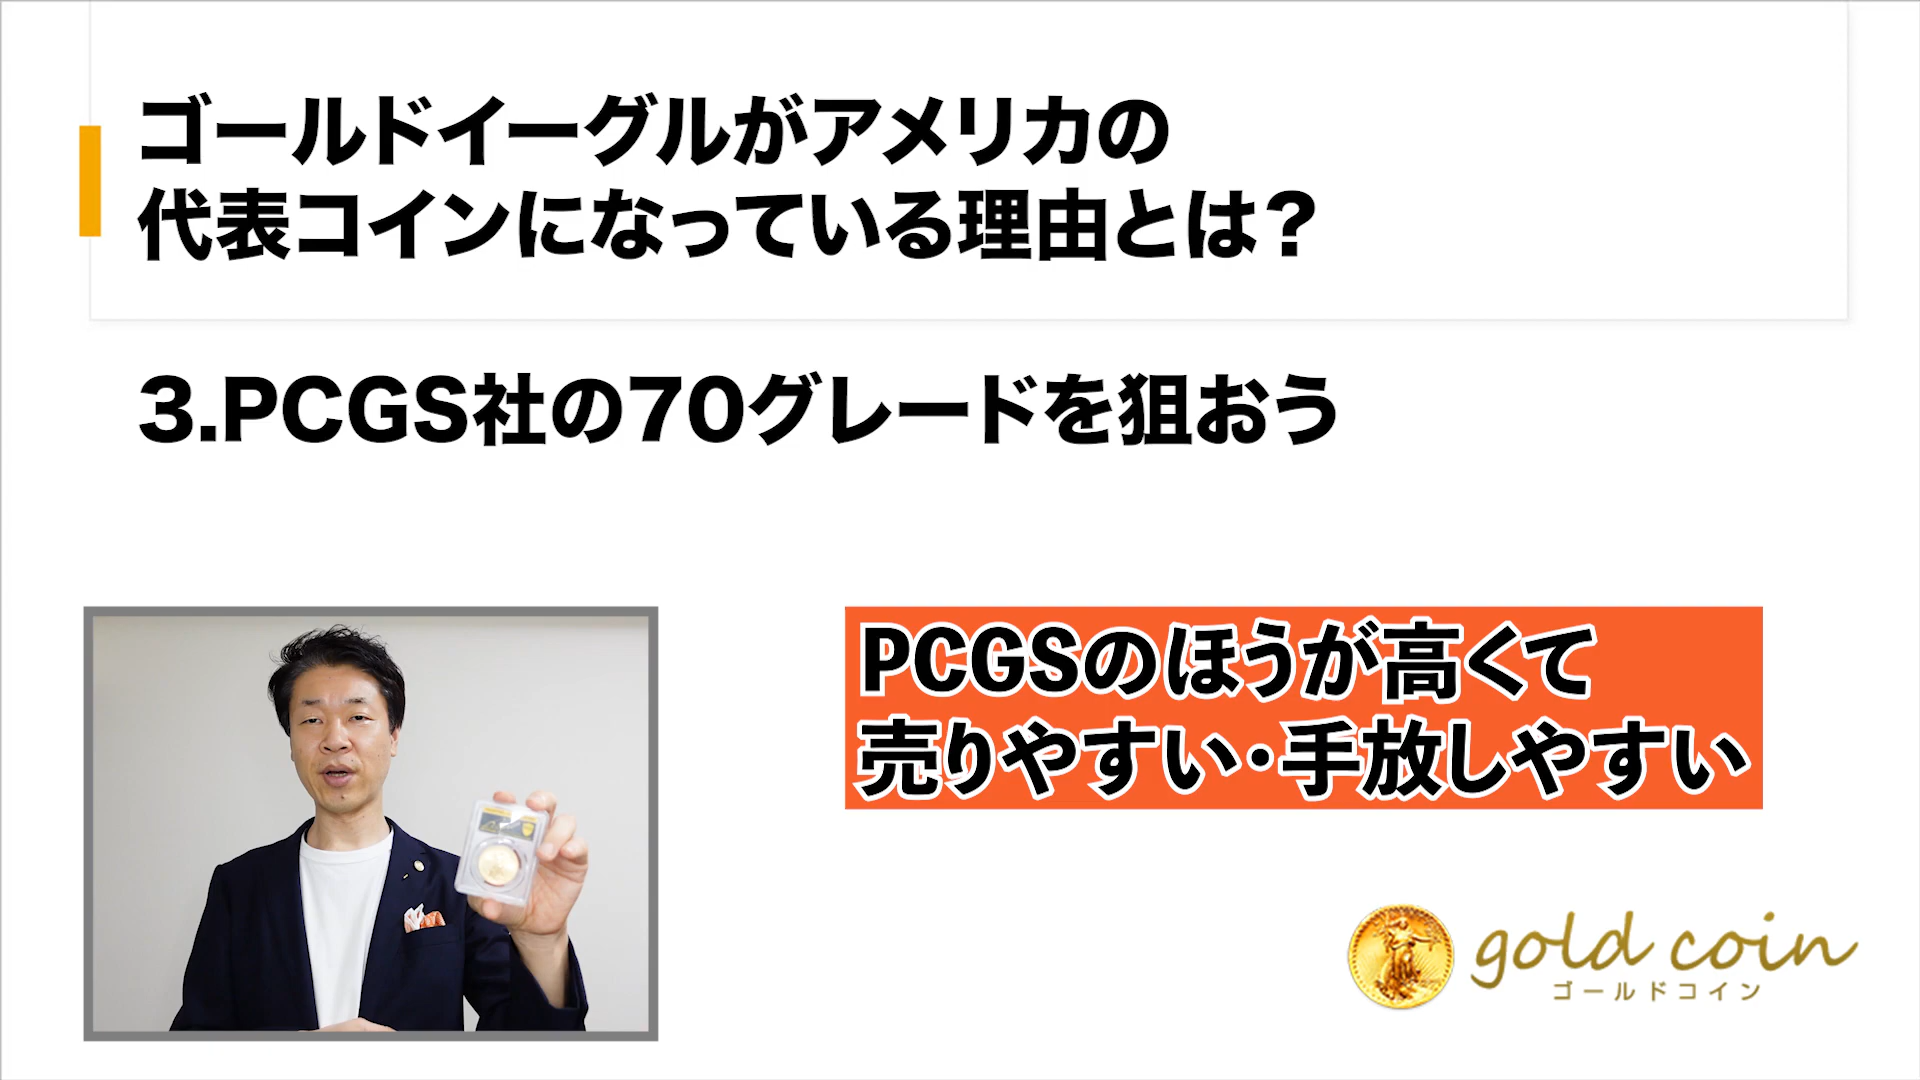 ゴールドイーグルがアメリカの
代表コインになっている理由とは？
3.PCGS社の70グレードを狙おう
PCGSのほうが高くて
売りやすい・手放しやすい
gold coin
ゴールドコイン